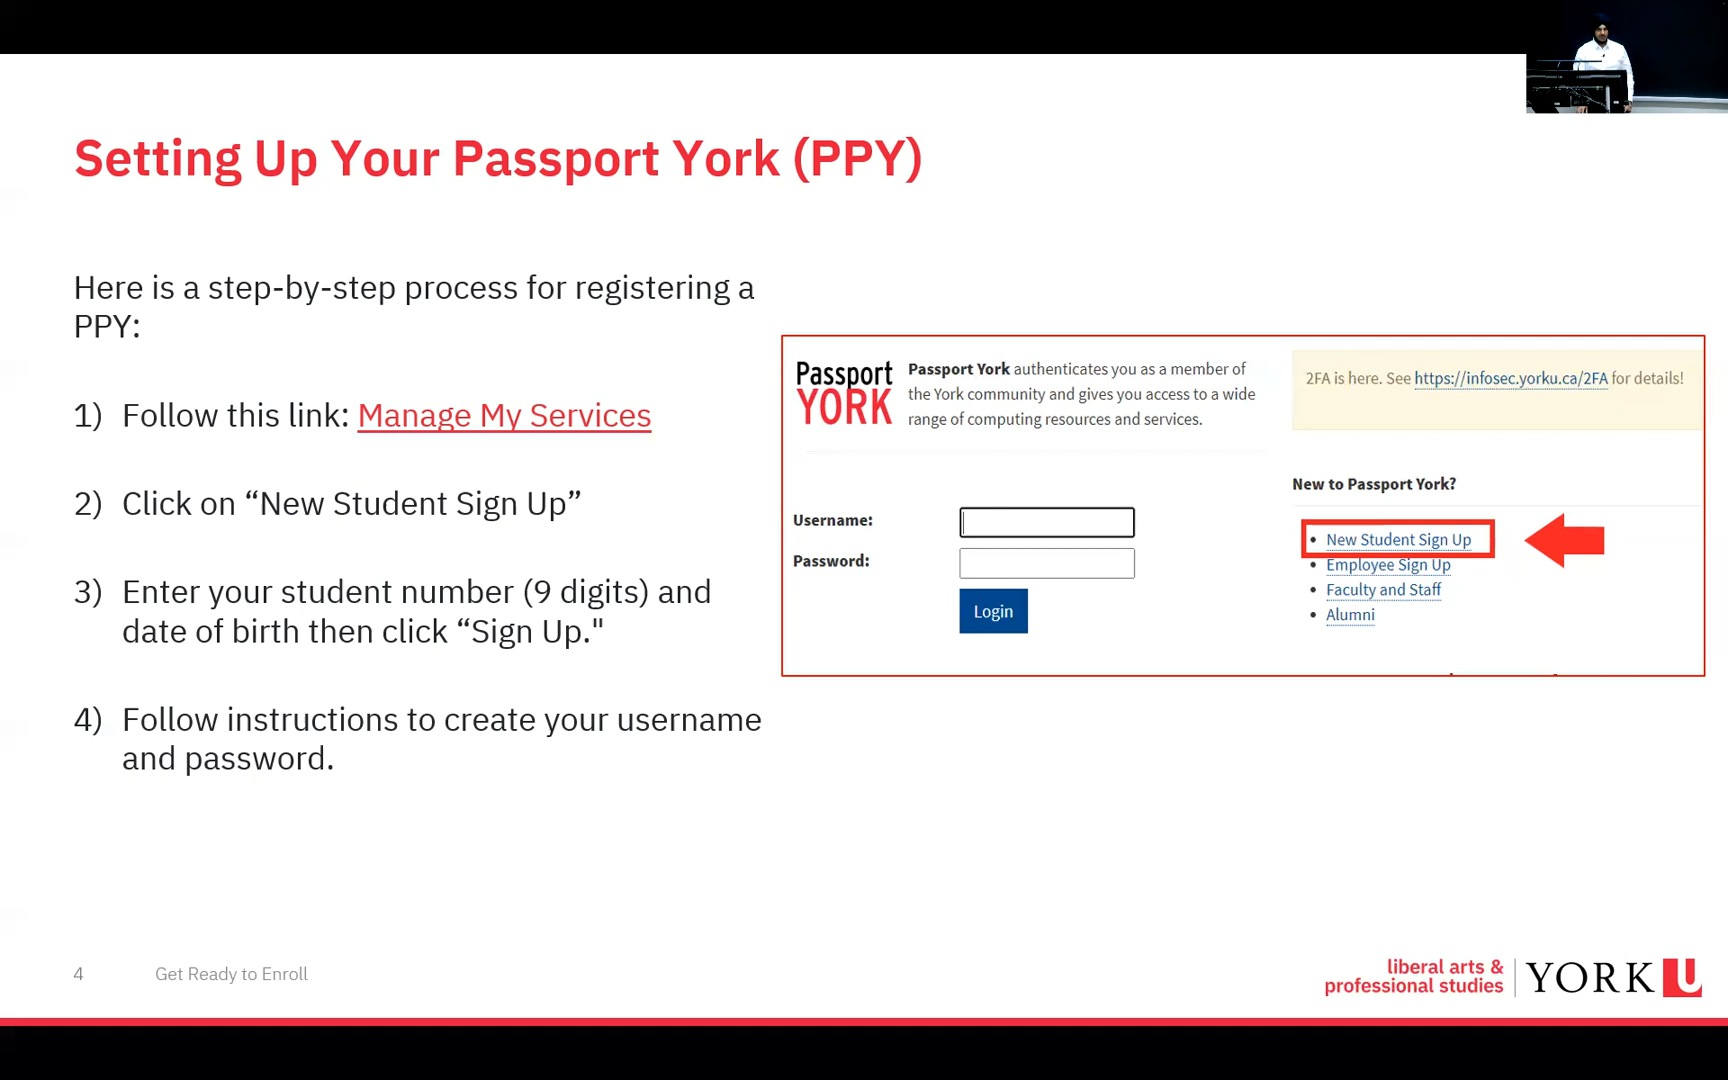 Setting Up Your Passport York (PPY)
Here is a step-by-step process for registering a
PPY:
1) Follow this link: Manage My Services
2) Click on “New Student Sign Up”
3) Enter your student number (9 digits) and
date of birth then click “Sign Up."
4) Follow instructions to create your username
and password.
Passport
YORK
Passport York authenticates you as a member of
the York community and gives you access to a wide
range of computing resources and services.
Username:
Password:
Login
2FA is here. See https://infosec.yorku.ca/2FA for details!
New to Passport York?
• New Student Sign Up
• Employee Sign Up
• Faculty and Staff
• Alumni
4 Get Ready to Enroll
liberal arts &
professional studies
YORK U